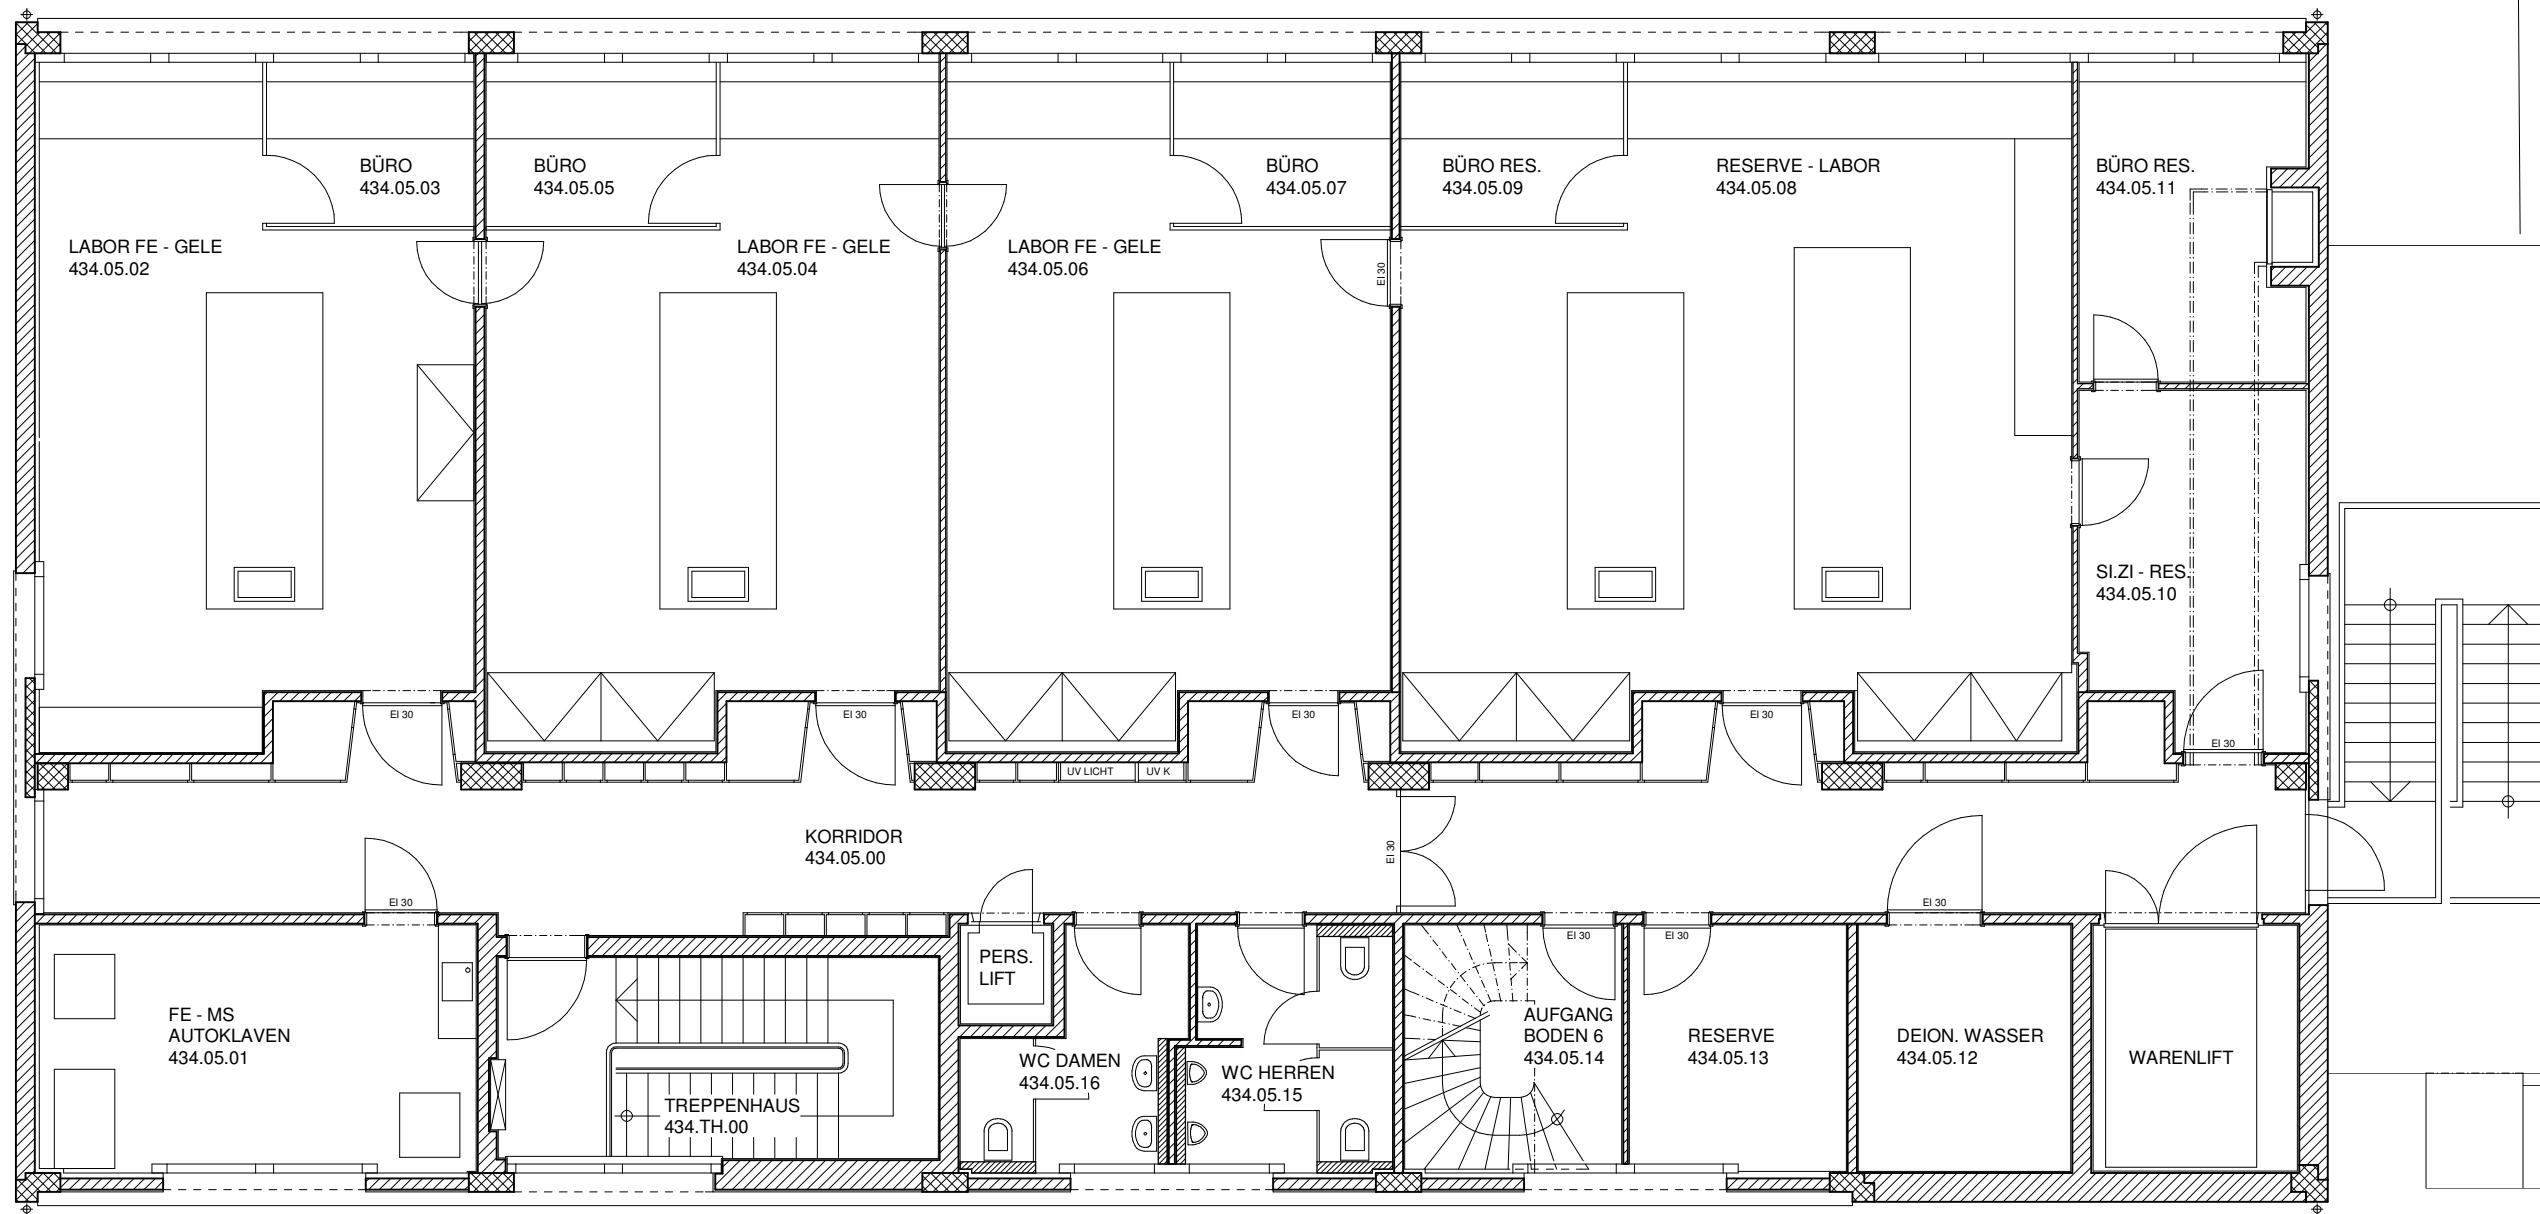 BÜRO
434.05.03
BÜRO
434.05.05
BÜRO
434.05.07
BÜRO RES.
434.05.09
RESERVE - LABOR
434.05.08
BÜRO RES.
434.05.11
LABOR FE - GELE
434.05.02
LABOR FE - GELE
434.05.04
LABOR FE - GELE
434.05.06
EI 30
SI.ZI - RES.
434.05.10
EI 30
EI 30
EI 30
EI 30
EI 30
UV LICHT
UV K
KORRIDOR
434.05.00
EI 30
EI 30
EI 30
EI 30
EI 30
PERS.
LIFT
FE - MS
AUTOKLAVEN
434.05.01
TREPPENHAUS
434.TH.00
WC DAMEN
434.05.16
WC HERREN
434.05.15
AUFGANG
BODEN 6
434.05.14
RESERVE
434.05.13
DEION. WASSER
434.05.12
WARENLIFT